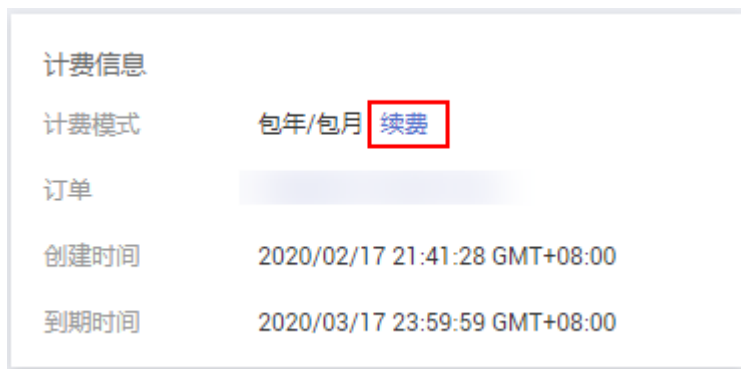 计费信息
计费模式 包年/包月 续费
订单
创建时间 2020/02/17 21:41:28 GMT+08:00
到期时间 2020/03/17 23:59:59 GMT+08:00